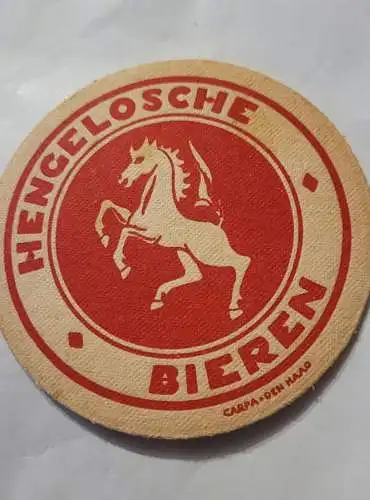 HENGELOSCHE
BIEREN
CARPA • DEN HAAG